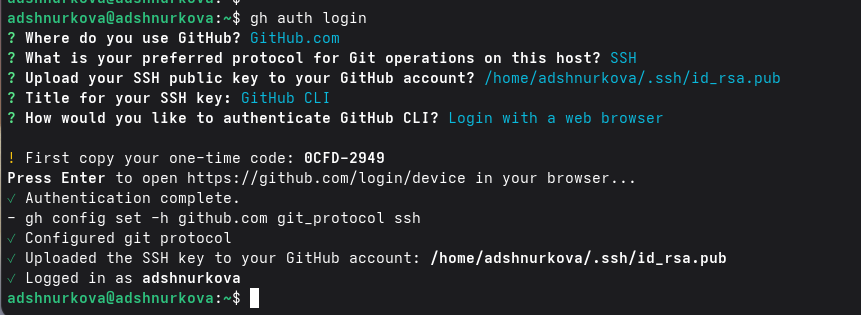 adshnurkova@adshnurkova:~$ gh auth login
? Where do you use GitHub? GitHub.com
? What is your preferred protocol for Git operations on this host? SSH
? Upload your SSH public key to your GitHub account? /home/adshnurkova/.ssh/id_rsa.pub
? Title for your SSH key: GitHub CLI
? How would you like to authenticate GitHub CLI? Login with a web browser
! First copy your one-time code: 0CFD-2949
Press Enter to open https://github.com/login/device in your browser...
✓ Authentication complete.
- gh config set -h github.com git_protocol ssh
✓ Configured git protocol
✓ Uploaded the SSH key to your GitHub account: /home/adshnurkova/.ssh/id_rsa.pub
✓ Logged in as adshnurkova
adshnurkova@adshnurkova:~$